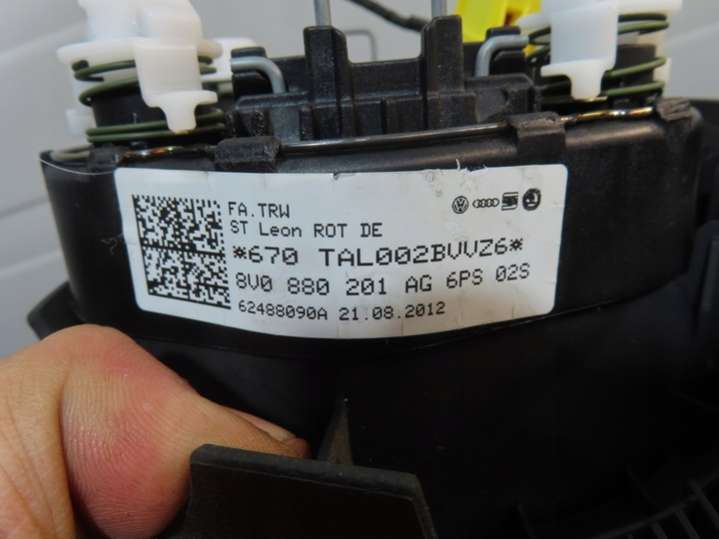 FA.TRW
ST Leon ROT DE
*670 TAL002BVVZ6*
8V0 880 201 AG 6PS 02S
62488090A 21.08.2012